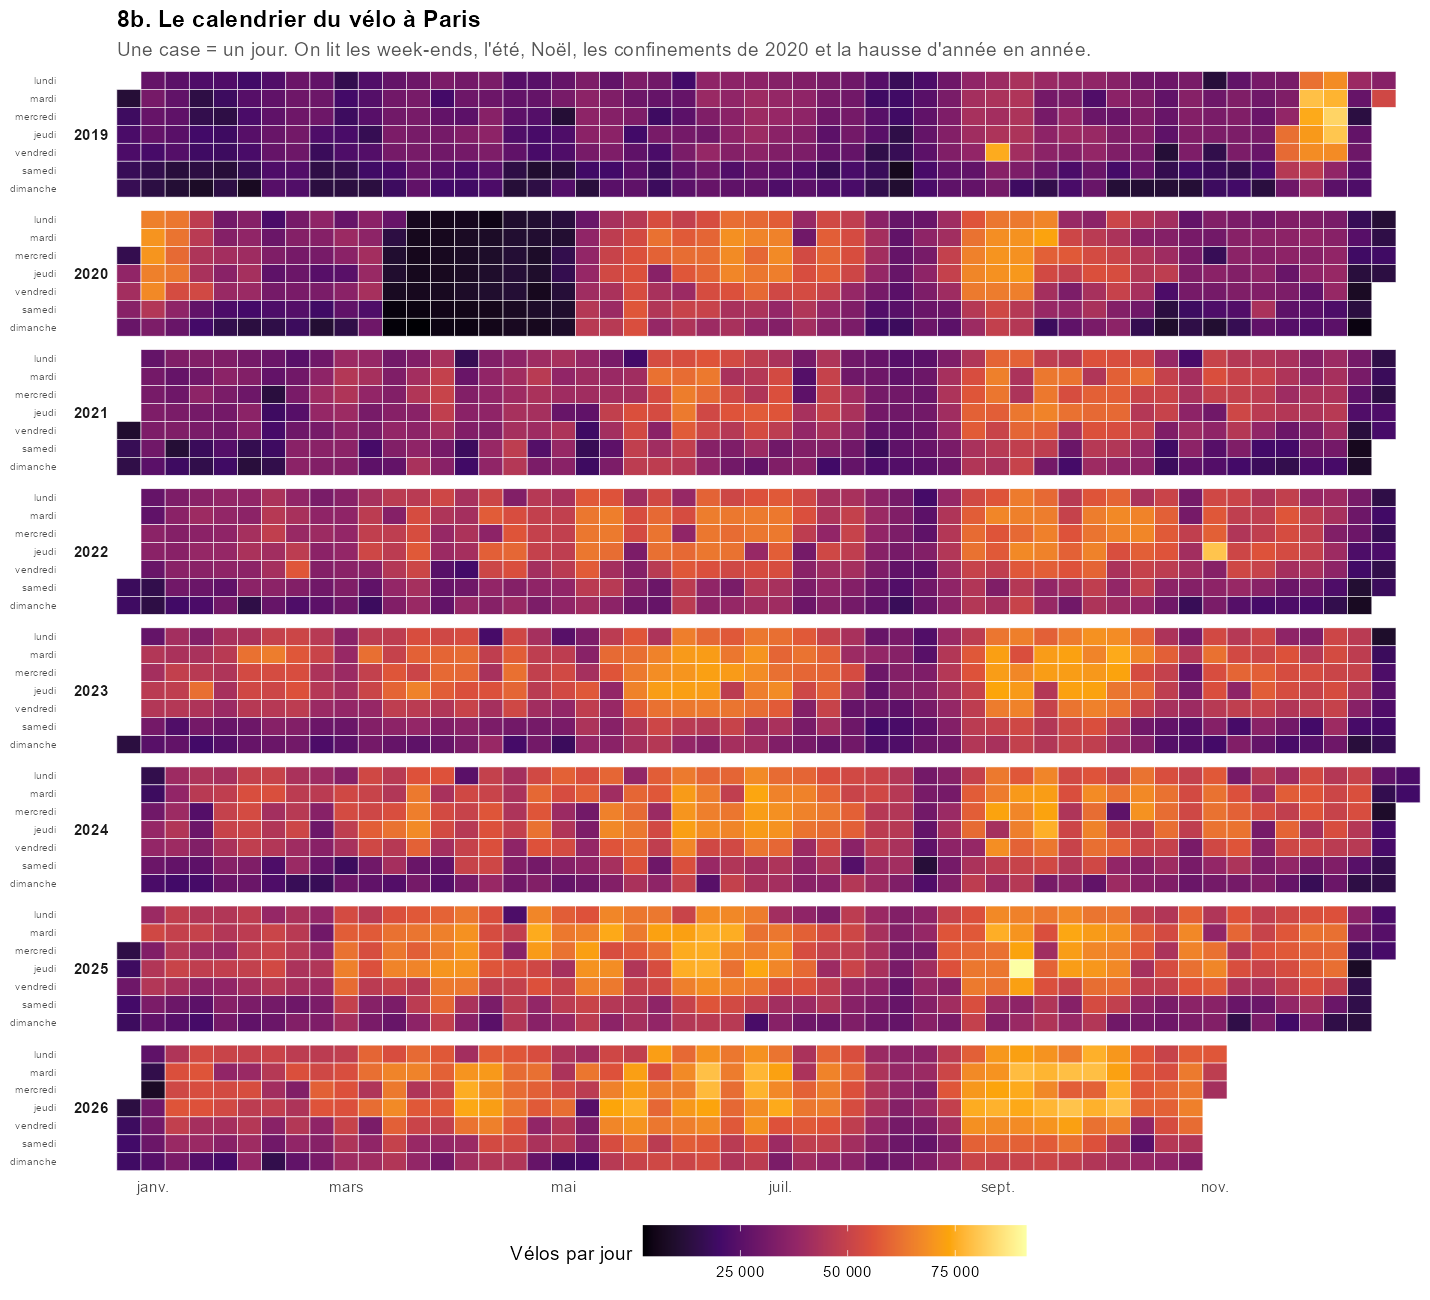 8b. Le calendrier du vélo à Paris
Une case = un jour. On lit les week-ends, l'été, Noël, les confinements de 2020 et la hausse d'année en année.
lundi
mardi
mercredi
jeudi
vendredi
samedi
dimanche
2019
lundi
mardi
mercredi
jeudi
vendredi
samedi
dimanche
2020
lundi
mardi
mercredi
jeudi
vendredi
samedi
dimanche
2021
lundi
mardi
mercredi
jeudi
vendredi
samedi
dimanche
2022
lundi
mardi
mercredi
jeudi
vendredi
samedi
dimanche
2023
lundi
mardi
mercredi
jeudi
vendredi
samedi
dimanche
2024
lundi
mardi
mercredi
jeudi
vendredi
samedi
dimanche
2025
lundi
mardi
mercredi
jeudi
vendredi
samedi
dimanche
2026
janv. mars mai juil. sept. nov.
Vélos par jour
25 000 50 000 75 000